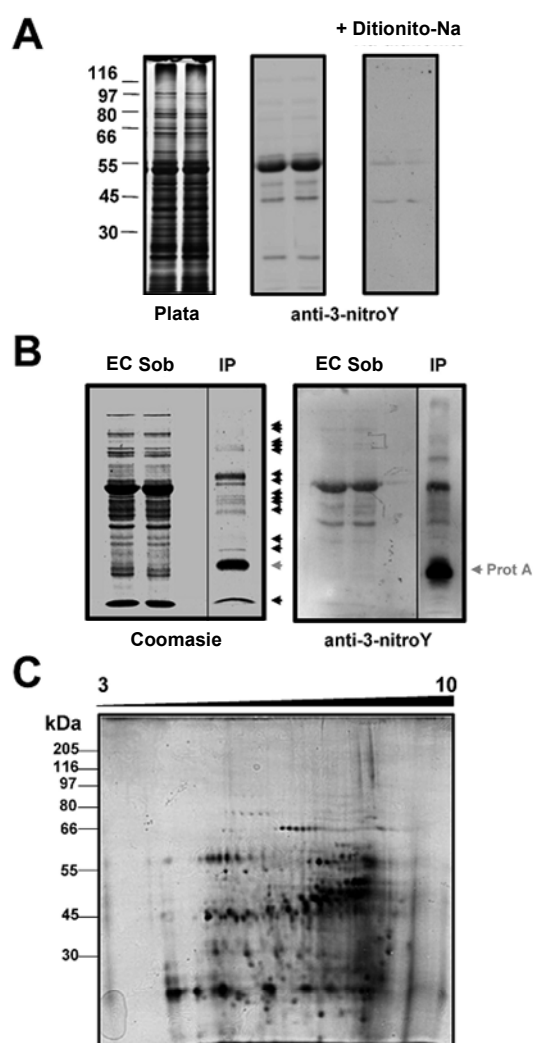 A
+ Ditionito-Na
116
97
80
66
55
45
30
Plata
anti-3-nitroY
B
EC Sob IP
EC Sob IP
Prot A
Coomasie
anti-3-nitroY
C
3 10
kDa
205
116
97
80
66
55
45
30